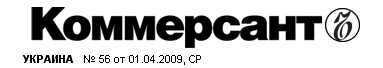 Коммерсантъ
УКРАИНА № 56 от 01.04.2009, СР